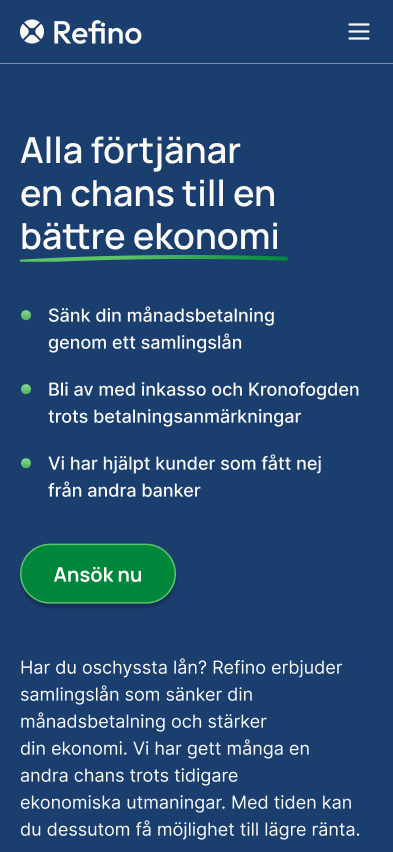 Refino
Alla förtjänar
en chans till en
bättre ekonomi
Sänk din månadsbetalning
genom ett samlingslån
Bli av med inkasso och Kronofogden
trots betalningsanmärkningar
Vi har hjälpt kunder som fått nej
från andra banker
Ansök nu
Har du oschyssta lån? Refino erbjuder
samlingslån som sänker din
månadsbetalning och stärker
din ekonomi. Vi har gett många en
andra chans trots tidigare
ekonomiska utmaningar. Med tiden kan
du dessutom få möjlighet till lägre ränta.